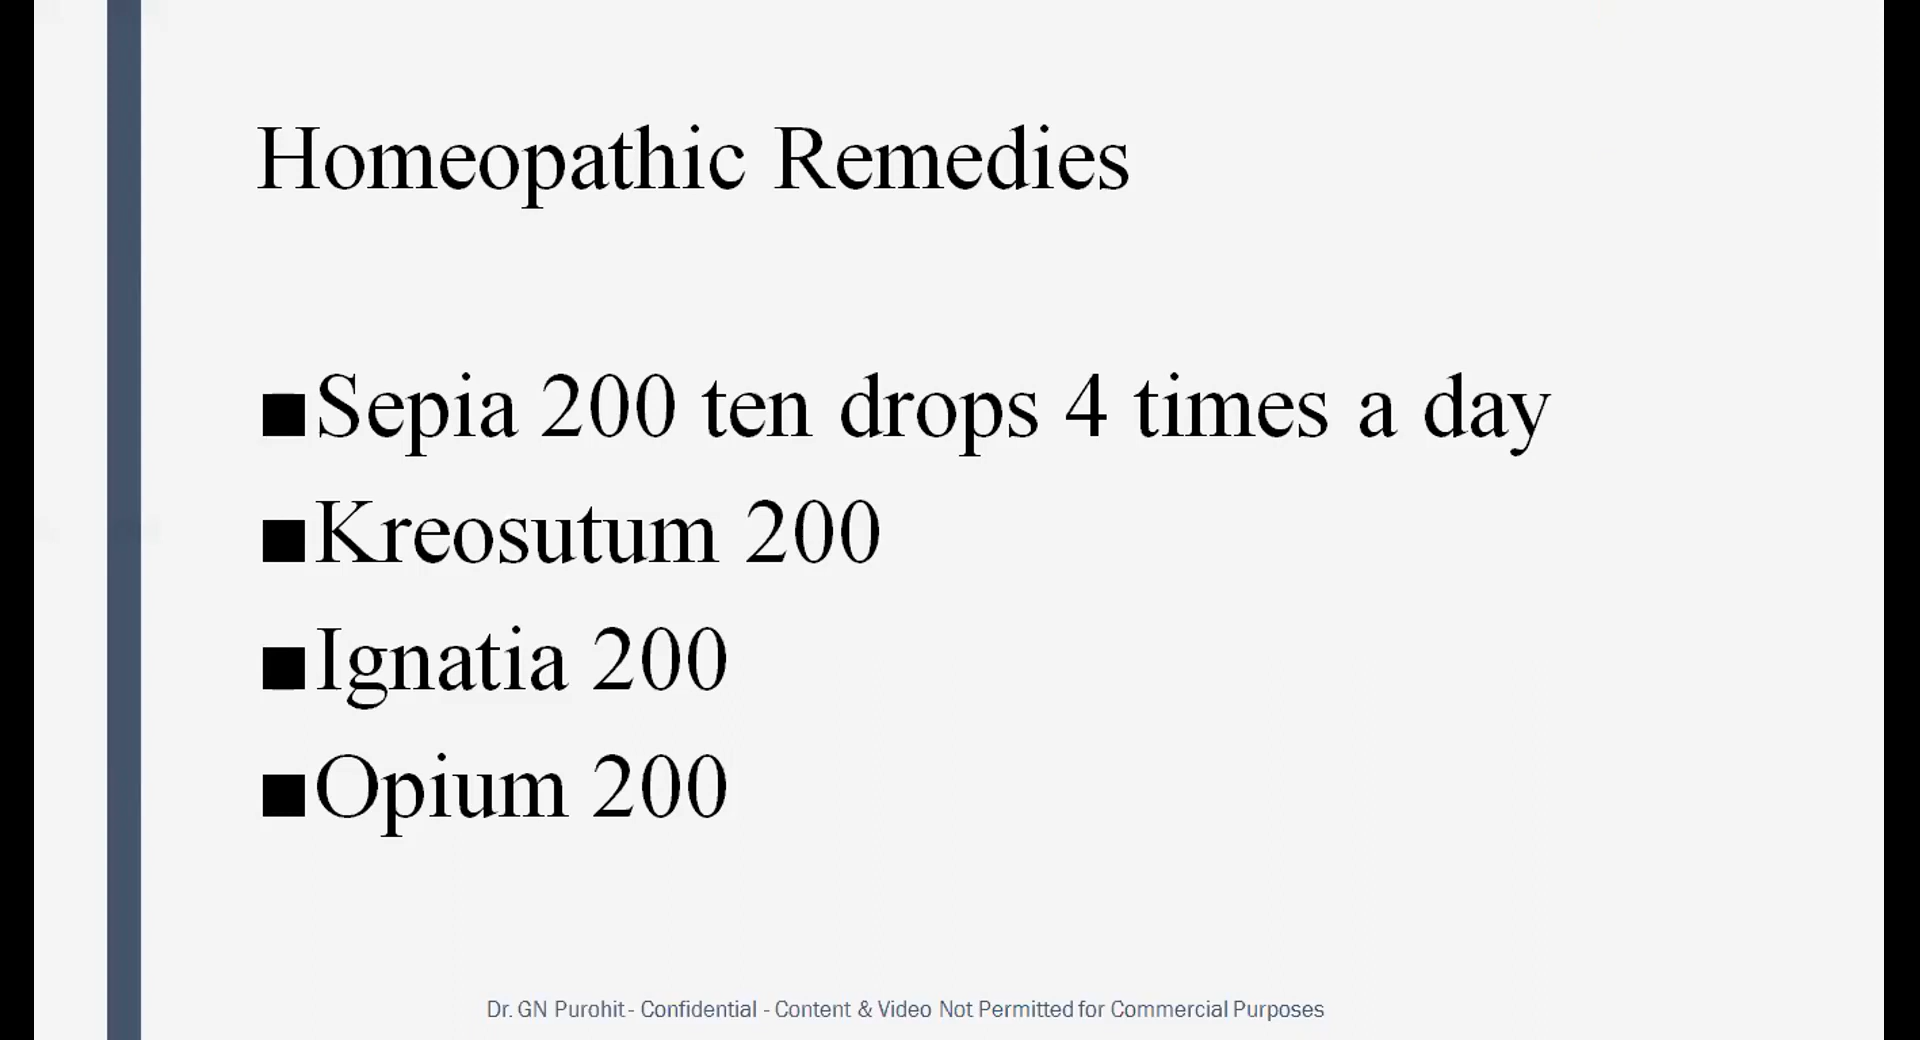 Homeopathic Remedies
■Sepia 200 ten drops 4 times a day
■Kreosutum 200
■Ignatia 200
■Opium 200
Dr. GN Purohit - Confidential - Content & Video Not Permitted for Commercial Purposes